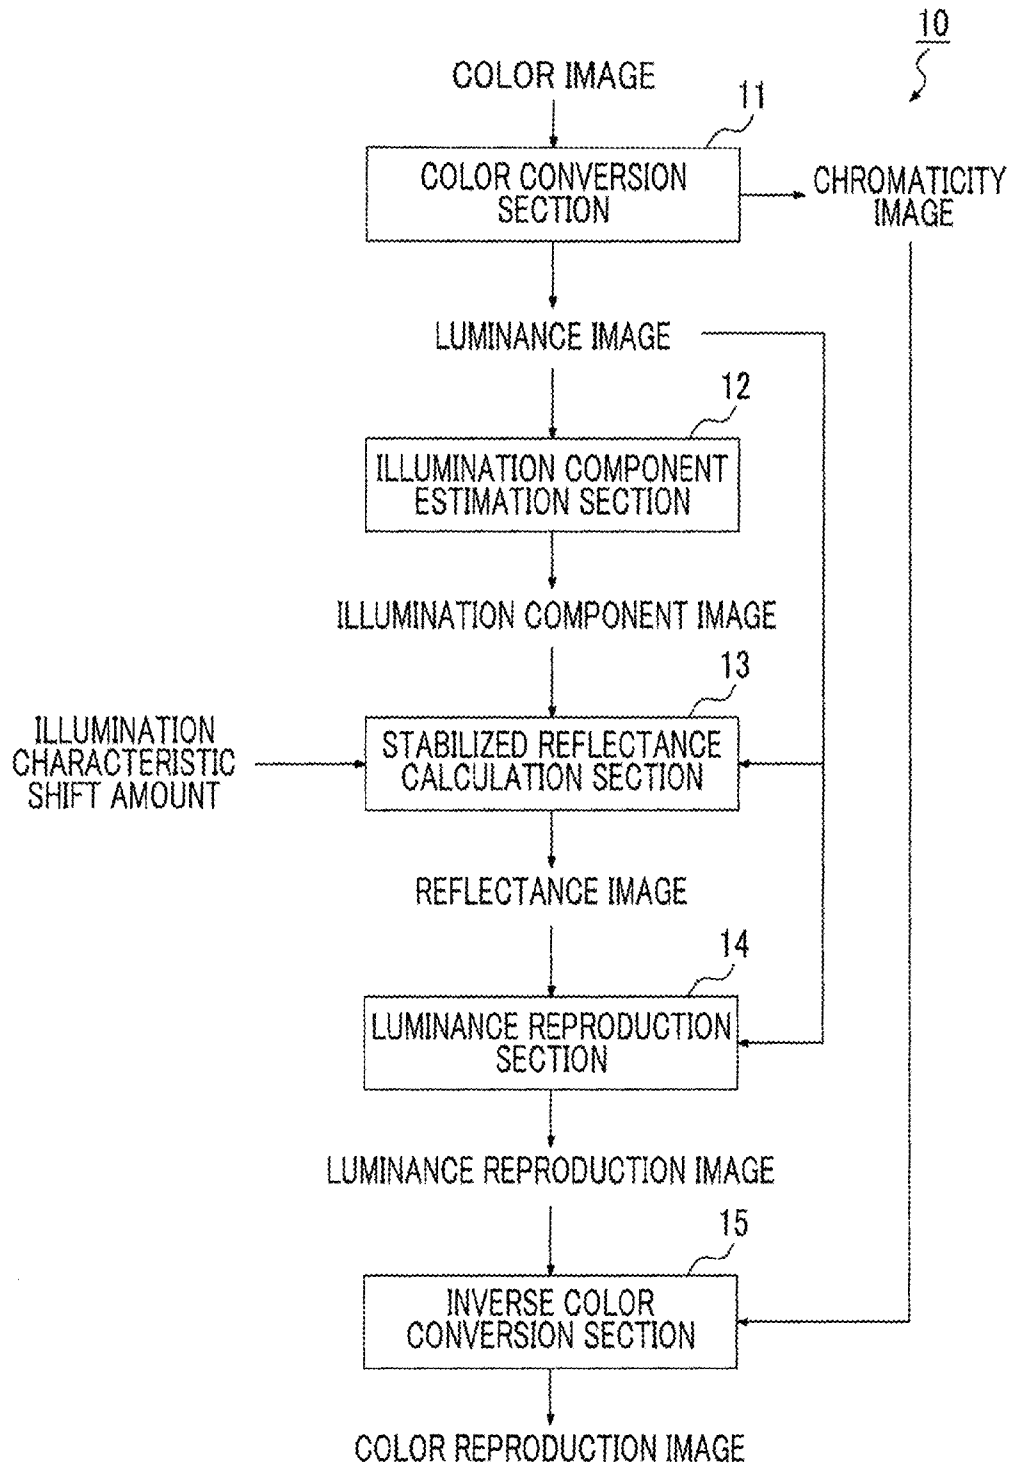 10
COLOR IMAGE
11
COLOR CONVERSION
SECTION
CHROMATICITY
IMAGE
LUMINANCE IMAGE
12
ILLUMINATION COMPONENT
ESTIMATION SECTION
ILLUMINATION COMPONENT IMAGE
13
ILLUMINATION
CHARACTERISTIC
SHIFT AMOUNT
STABILIZED REFLECTANCE
CALCULATION SECTION
REFLECTANCE IMAGE
14
LUMINANCE REPRODUCTION
SECTION
LUMINANCE REPRODUCTION IMAGE
15
INVERSE COLOR
CONVERSION SECTION
COLOR REPRODUCTION IMAGE